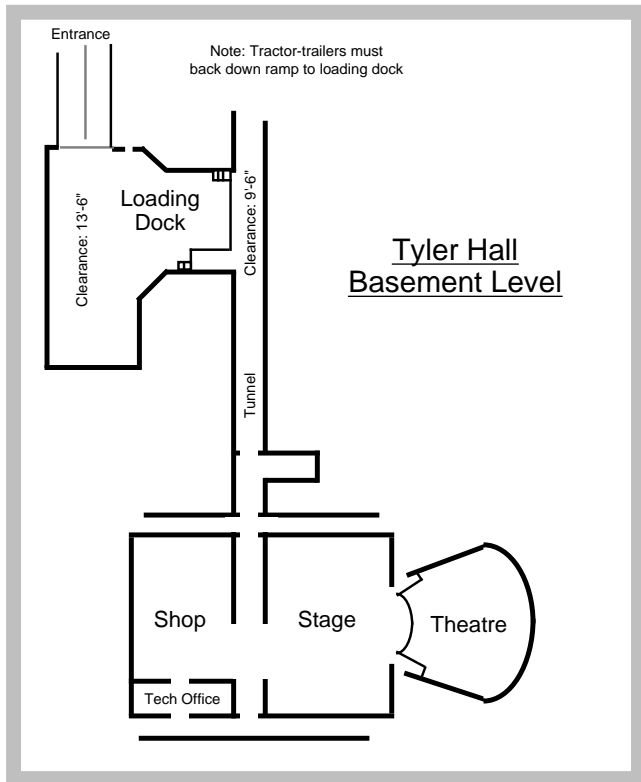 Entrance
Note: Tractor-trailers must
back down ramp to loading dock
Loading
Dock
Clearance: 13'-6"
Clearance: 9'-6"
Tyler Hall
Basement Level
Tunnel
Shop
Stage
Theatre
Tech Office